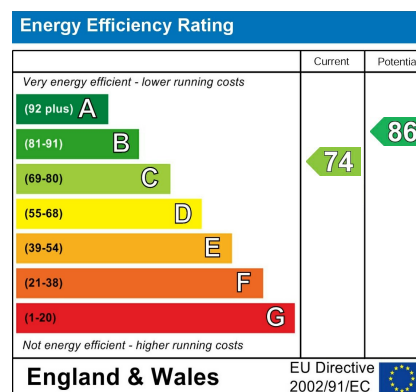 Energy Efficiency Rating
Current Potentia
Very energy efficient - lower running costs
(92 plus) A
(81-91) B
(69-80) C
(55-68) D
(39-54) E
(21-38) F
(1-20) G
74
86
Not energy efficient - higher running costs
England & Wales
EU Directive
2002/91/EC